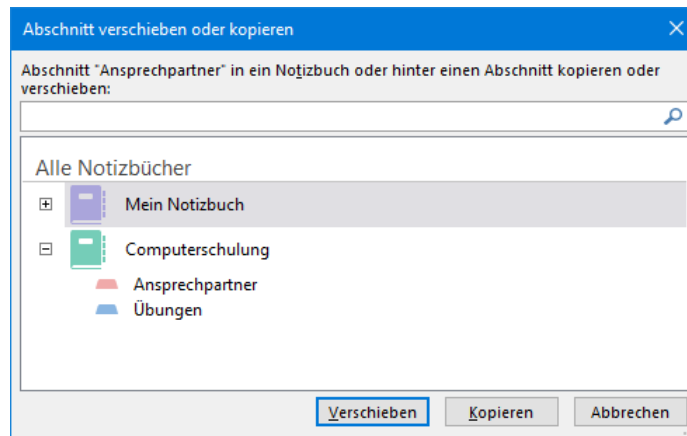 Abschnitt verschieben oder kopieren
Abschnitt "Ansprechpartner" in ein Notizbuch oder hinter einen Abschnitt kopieren oder
verschieben:
Alle Notizbücher
Mein Notizbuch
Computerschulung
Ansprechpartner
Übungen
Verschieben Kopieren Abbrechen